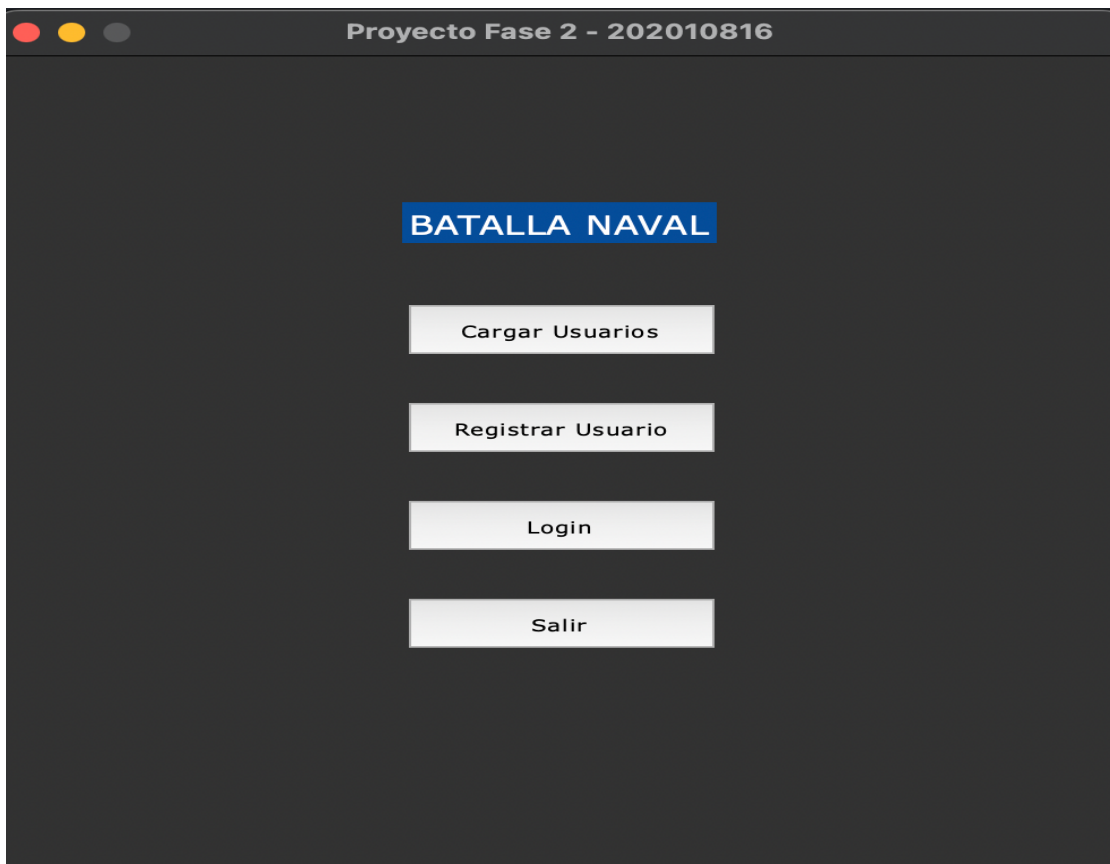 Proyecto Fase 2 - 202010816
BATALLA NAVAL
Cargar Usuarios
Registrar Usuario
Login
Salir